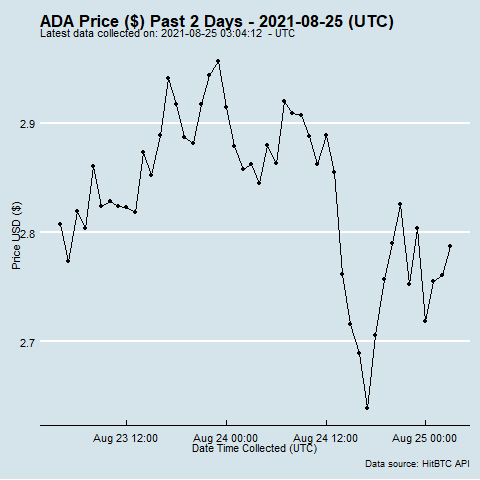 ADA Price ($) Past 2 Days - 2021-08-25 (UTC)
Latest data collected on: 2021-08-25 03:04:12 - UTC
2.9
2.8
2.7
Price USD ($)
Aug 23 12:00 Aug 24 00:00 Aug 24 12:00 Aug 25 00:00
Date Time Collected (UTC)
Data source: HitBTC API